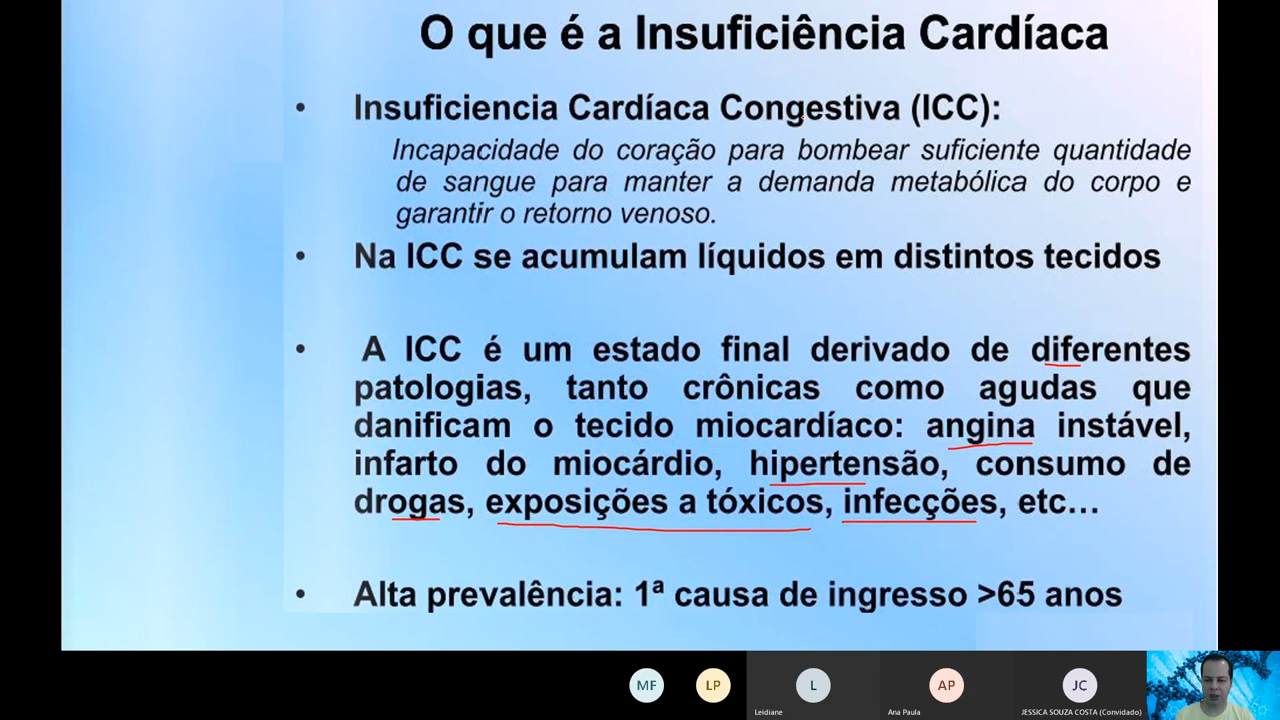 O que é a Insuficiência Cardíaca
• Insuficiencia Cardíaca Congestiva (ICC):
Incapacidade do coração para bombear suficiente quantidade
de sangue para manter a demanda metabólica do corpo e
garantir o retorno venoso.
• Na ICC se acumulam líquidos em distintos tecidos
• A ICC é um estado final derivado de diferentes
patologias, tanto crônicas como agudas que
danificam o tecido miocardíaco: angina instável,
infarto do miocárdio, hipertensão, consumo de
drogas, exposições a tóxicos, infecções, etc...
• Alta prevalência: 1ª causa de ingresso >65 anos
MF LP L AP JC
Leidiane Ana Paula JESSICA SOUZA COSTA (Convidado)